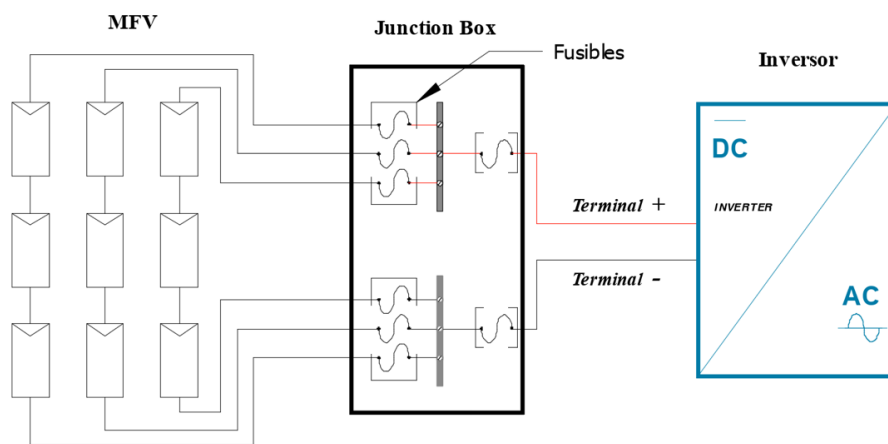 MFV
Junction Box
Fusibles
Inversor
DC
INVERTER
Terminal +
Terminal -
AC